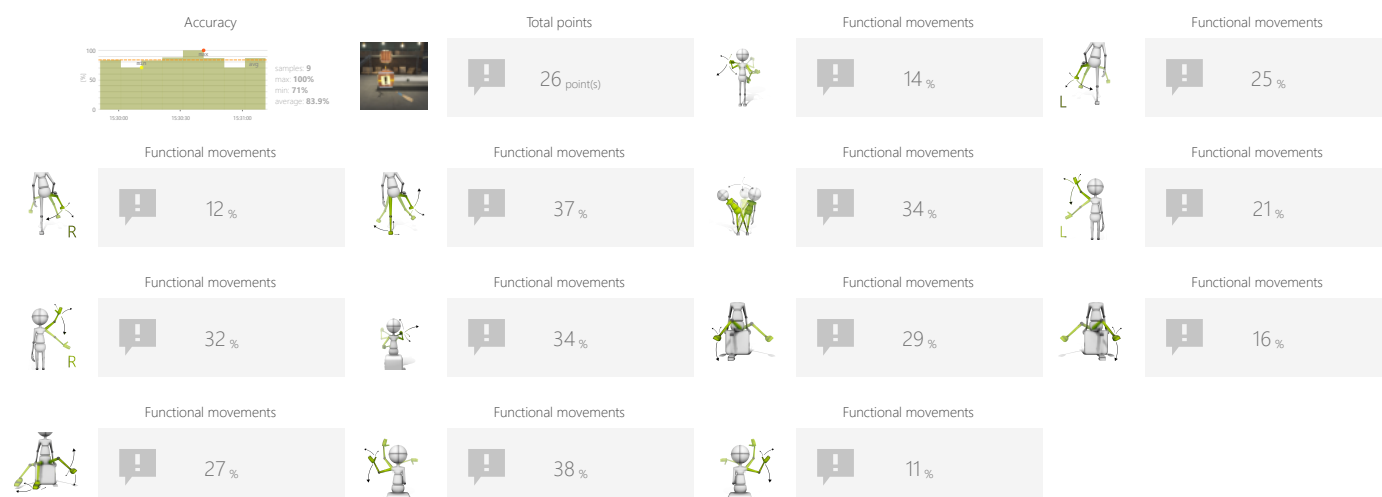 Accuracy
100
max
min
avg
[%]
50
0
15:30:00
15:30:30
15:31:00
samples: 9
max: 100%
min: 71%
average: 83.9%
Total points
26 point(s)
Functional movements
14 %
Functional movements
L
25 %
Functional movements
R
12 %
Functional movements
37 %
Functional movements
34 %
Functional movements
L
21 %
Functional movements
R
32 %
Functional movements
34 %
Functional movements
29 %
Functional movements
16 %
Functional movements
27 %
Functional movements
38 %
Functional movements
11 %